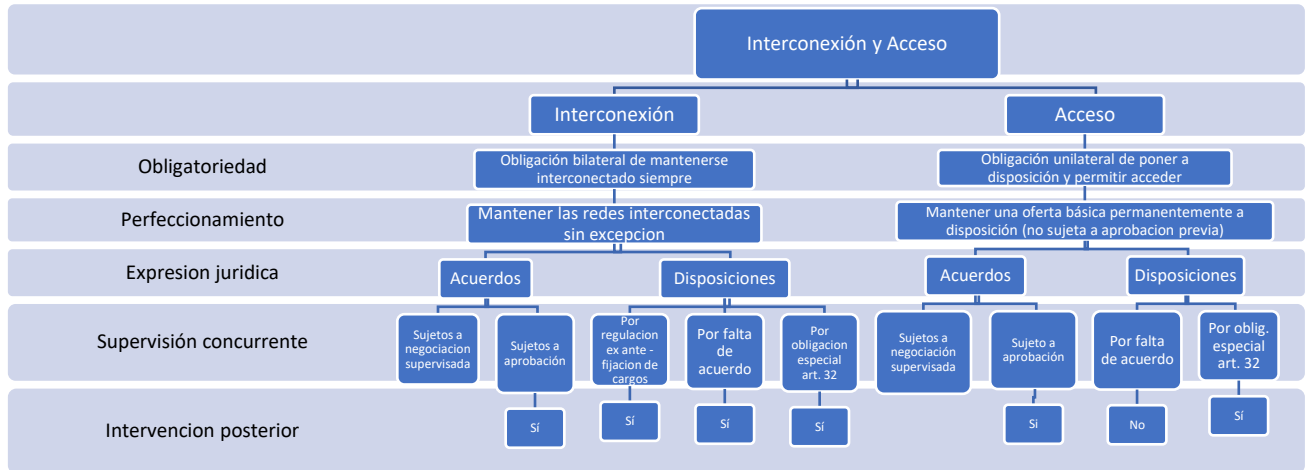 Interconexión y Acceso
Interconexión
Acceso
Obligatoriedad
Obligación bilateral de mantenerse
interconectado siempre
Obligación unilateral de poner a
disposición y permitir acceder
Perfeccionamiento
Mantener las redes interconectadas
sin excepcion
Mantener una oferta básica permanentemente a
disposición (no sujeta a aprobacion previa)
Expresion juridica
Acuerdos
Disposiciones
Acuerdos
Disposiciones
Supervisión concurrente
Sujetos a
negociacion
supervisada
Sujetos a
aprobación
Por
regulacion
ex ante -
fijacion de
cargos
Por falta
de
acuerdo
Por
obligacion
especial
art. 32
Sujetos a
negociación
supervisada
Sujeto a
aprobación
Por falta
de acuerdo
Por oblig.
especial
art. 32
Intervencion posterior
Sí
Sí
Sí
Sí
Si
No
Sí